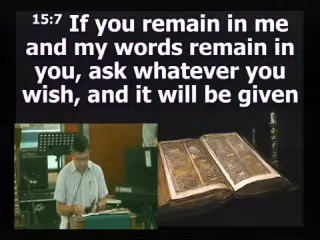 15:7 If you remain in me
and my words remain in
you, ask whatever you
wish, and it will be given